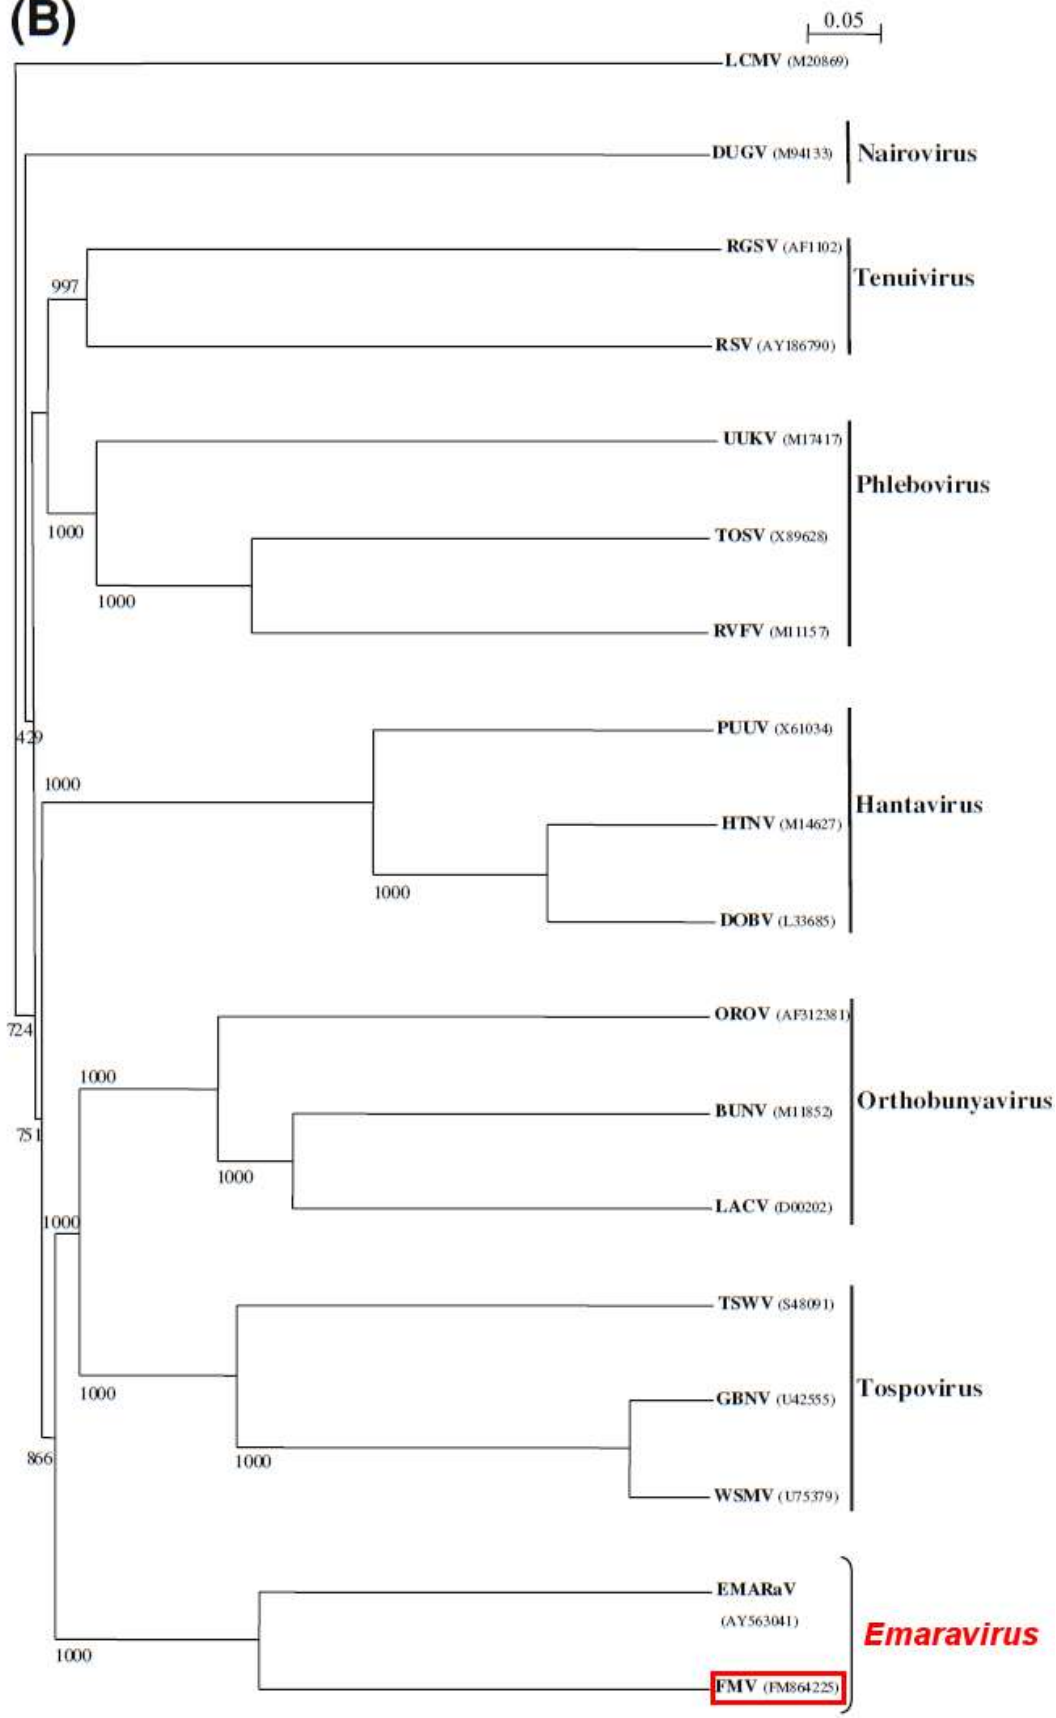 (B)
0.05
LCMV (M20869)
DUGV (M94133)
Nairovirus
RGSV (AF1102)
997
Tenuivirus
RSV (AY186790)
UUKV (M17417)
Phlebovirus
1000
TOSV (X89628)
1000
RVFV (M11157)
PUUV (X61034)
429
1000
Hantavirus
HTNV (M14627)
1000
DOBV (L33685)
OROV (AF312381)
724
1000
Orthobunyavirus
BUNV (M11852)
751
1000
LACV (D00202)
1000
TSWV (S48091)
1000
Tospovirus
GBNV (U42555)
866
1000
WSMV (U75379)
EMARaV
(AY563041)
Emaravirus
1000
FMV (FM864225)